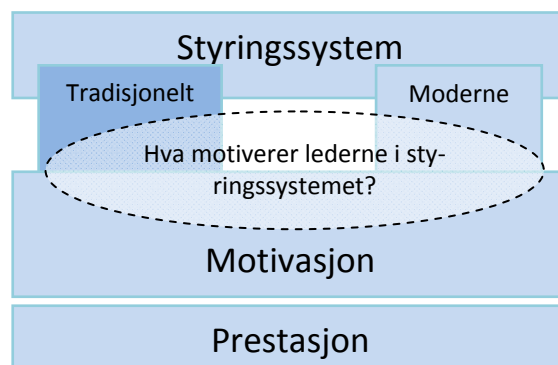 Styringssystem
Tradisjonelt
Moderne
Hva motiverer lederne i sty-
ringssystemet?
Motivasjon
Prestasjon